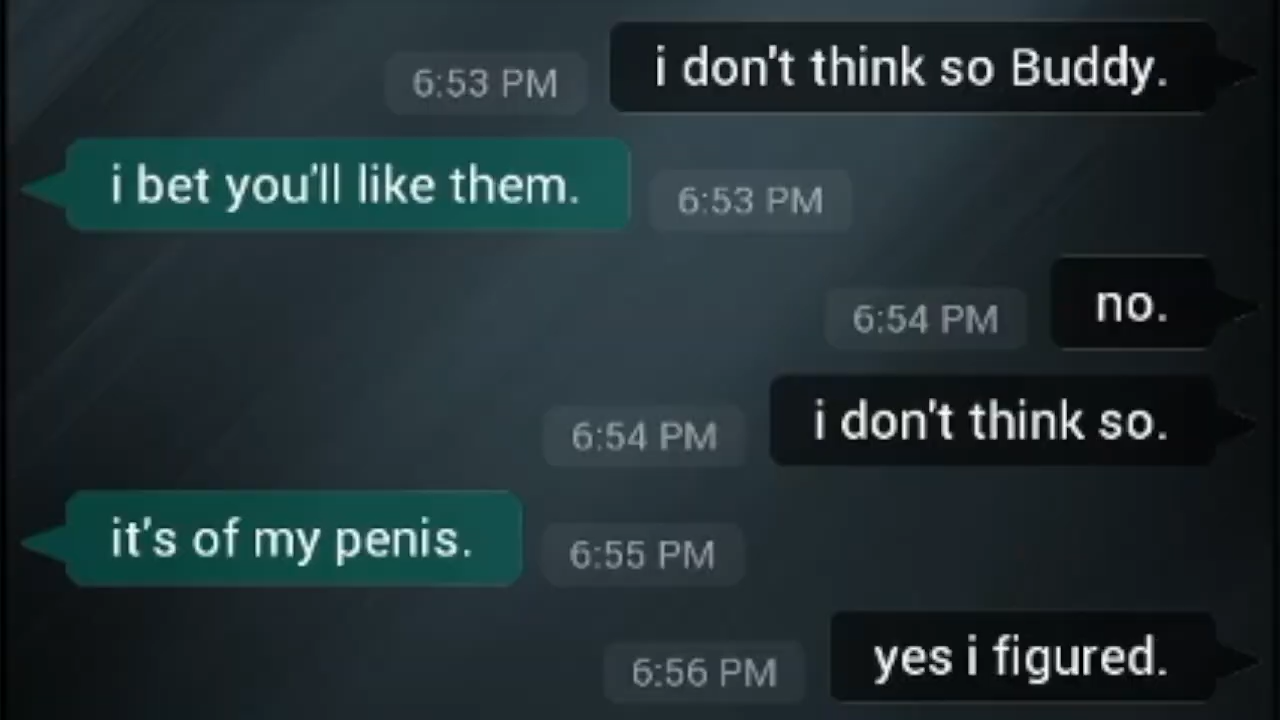 6:53 PM i don't think so Buddy.
i bet you'll like them. 6:53 PM
6:54 PM no.
6:54 PM i don't think so.
it's of my penis. 6:55 PM
6:56 PM yes i figured.